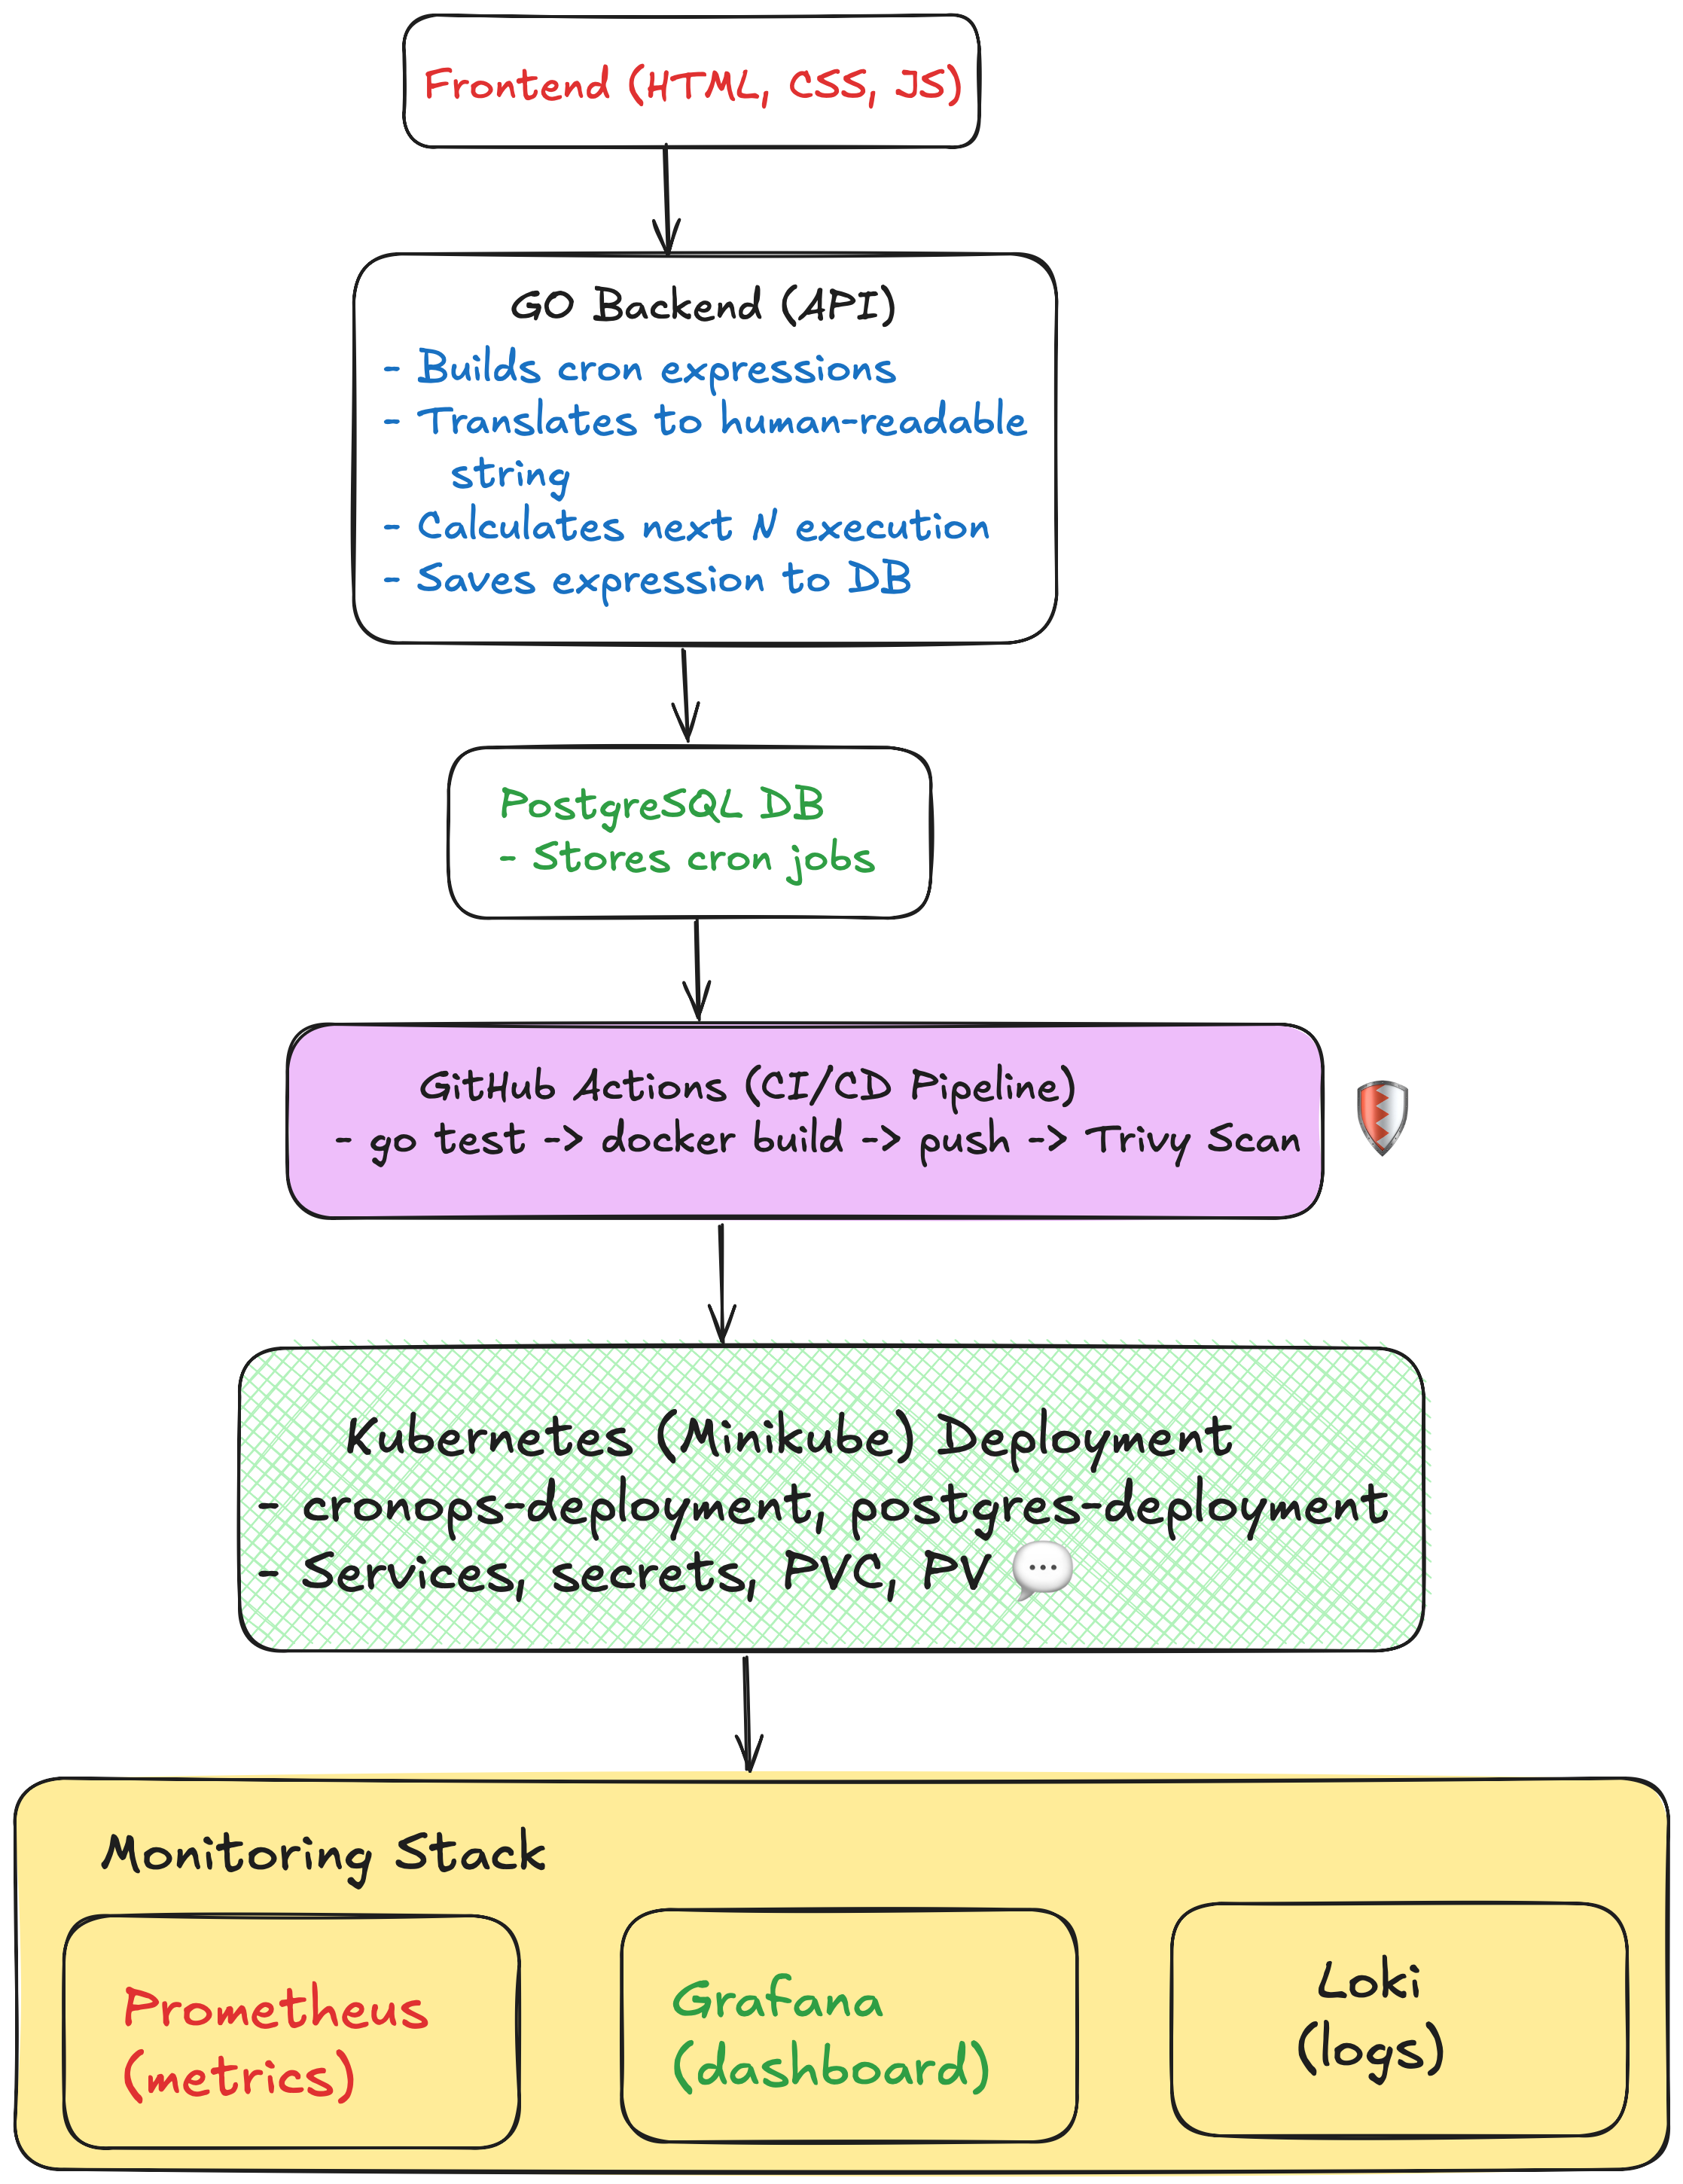 Frontend (HTML, CSS, JS)
GO Backend (API)
- Builds cron expressions
- Translates to human-readable
string
- Calculates next N execution
- Saves expression to DB
PostgreSQL DB
- Stores cron jobs
GitHub Actions (CI/CD Pipeline)
- go test -> docker build -> push -> Trivy Scan
Kubernetes (Minikube) Deployment
- cronops-deployment, postgres-deployment
- Services, secrets, PVC, PV 💬
Monitoring Stack
Prometheus
(metrics)
Grafana
(dashboard)
Loki
(logs)